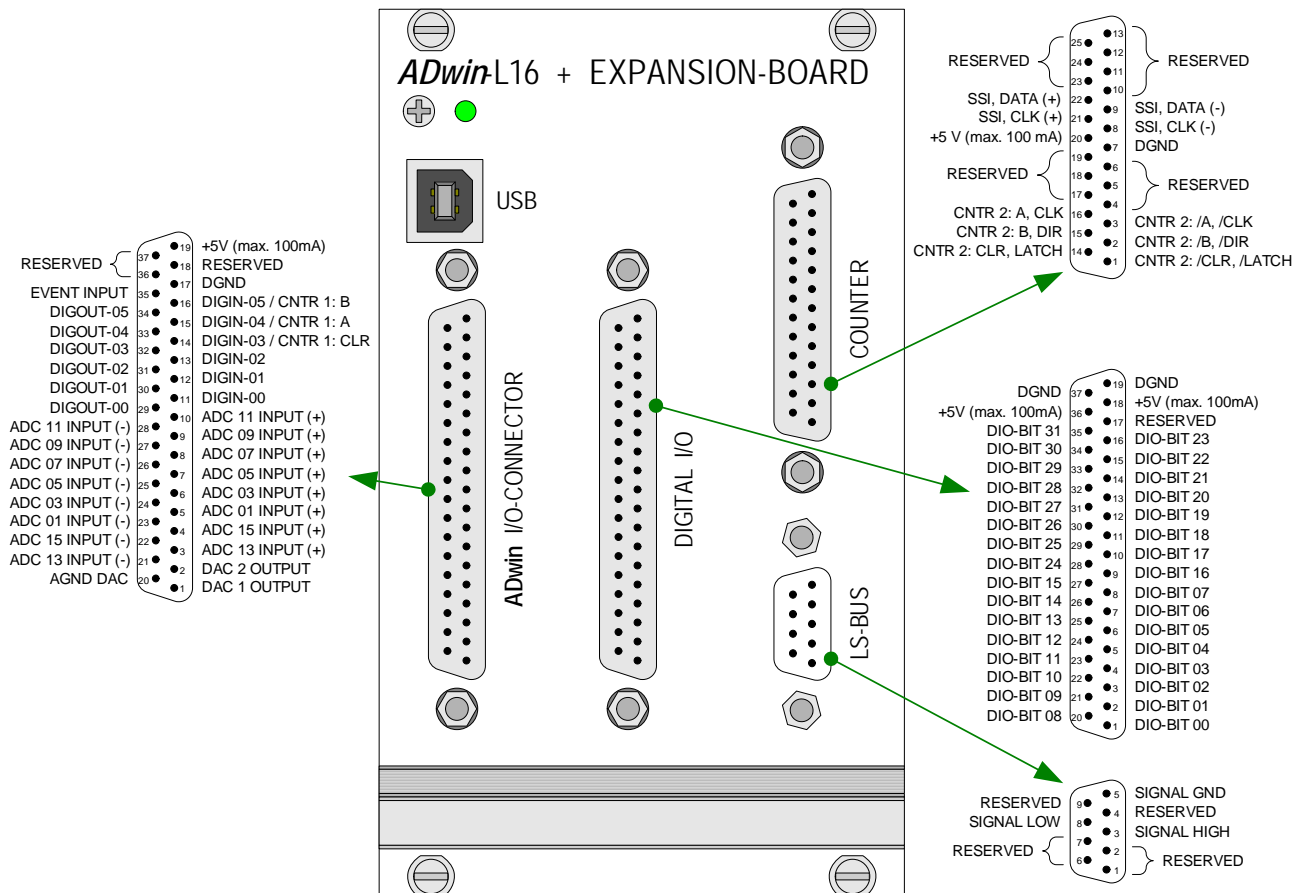 ADwin-L16 + EXPANSION-BOARD
USB
ADwin I/O-CONNECTOR
DIGITAL I/O
COUNTER
LS-BUS
37
RESERVED
36
EVENT INPUT 35
DIGOUT-05 34
DIGOUT-04 33
DIGOUT-03 32
DIGOUT-02 31
DIGOUT-01 30
DIGOUT-00 29
ADC 11 INPUT (-) 28
ADC 09 INPUT (-) 27
ADC 07 INPUT (-) 26
ADC 05 INPUT (-) 25
ADC 03 INPUT (-) 24
ADC 01 INPUT (-) 23
ADC 15 INPUT (-) 22
ADC 13 INPUT (-) 21
AGND DAC 20
19 +5V (max. 100mA)
18 RESERVED
17 DGND
16 DIGIN-05 / CNTR 1: B
15 DIGIN-04 / CNTR 1: A
14 DIGIN-03 / CNTR 1: CLR
13 DIGIN-02
12 DIGIN-01
11 DIGIN-00
10 ADC 11 INPUT (+)
9 ADC 09 INPUT (+)
8 ADC 07 INPUT (+)
7 ADC 05 INPUT (+)
6 ADC 03 INPUT (+)
5 ADC 01 INPUT (+)
4 ADC 15 INPUT (+)
3 ADC 13 INPUT (+)
2 DAC 2 OUTPUT
1 DAC 1 OUTPUT
25
RESERVED 24
23
SSI, DATA (+) 22
SSI, CLK (+) 21
+5 V (max. 100 mA) 20
19
RESERVED 18
17
CNTR 2: A, CLK 16
CNTR 2: B, DIR 15
CNTR 2: CLR, LATCH 14
13
12
RESERVED
11
10
9 SSI, DATA (-)
8 SSI, CLK (-)
7 DGND
6
5 RESERVED
4
3 CNTR 2: /A, /CLK
2 CNTR 2: /B, /DIR
1 CNTR 2: /CLR, /LATCH
DGND 37
+5V (max. 100mA) 36
DIO-BIT 31 35
DIO-BIT 30 34
DIO-BIT 29 33
DIO-BIT 28 32
DIO-BIT 27 31
DIO-BIT 26 30
DIO-BIT 25 29
DIO-BIT 24 28
DIO-BIT 15 27
DIO-BIT 14 26
DIO-BIT 13 25
DIO-BIT 12 24
DIO-BIT 11 23
DIO-BIT 10 22
DIO-BIT 09 21
DIO-BIT 08 20
19 DGND
18 +5V (max. 100mA)
17 RESERVED
16 DIO-BIT 23
15 DIO-BIT 22
14 DIO-BIT 21
13 DIO-BIT 20
12 DIO-BIT 19
11 DIO-BIT 18
10 DIO-BIT 17
9 DIO-BIT 16
8 DIO-BIT 07
7 DIO-BIT 06
6 DIO-BIT 05
5 DIO-BIT 04
4 DIO-BIT 03
3 DIO-BIT 02
2 DIO-BIT 01
1 DIO-BIT 00
RESERVED 9
SIGNAL LOW 8
7
RESERVED
6
5 SIGNAL GND
4 RESERVED
3 SIGNAL HIGH
2
RESERVED
1